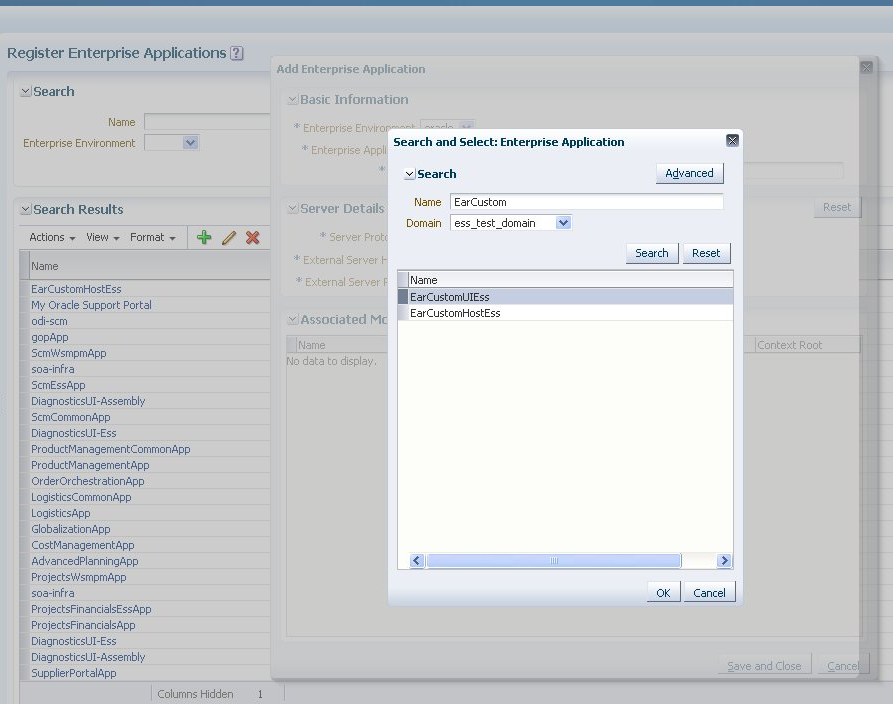 Register Enterprise Applications ?
Search
Name
Enterprise Environment
Search Results
Actions View Format
Name
EarCustomHostEss
My Oracle Support Portal
odi-scm
gopApp
ScmWsmpmApp
soa-infra
ScmEssApp
DiagnosticsUI-Assembly
ScmCommonApp
DiagnosticsUI-Ess
ProductManagementCommonApp
ProductManagementApp
OrderOrchestrationApp
LogisticsCommonApp
LogisticsApp
GlobalizationApp
CostManagementApp
AdvancedPlanningApp
ProjectsWsmpmApp
soa-infra
ProjectsFinancialsEssApp
ProjectsFinancialsApp
DiagnosticsUI-Ess
DiagnosticsUI-Assembly
SupplierPortalApp
Columns Hidden 1
Add Enterprise Application
Basic Information
* Enterprise Environment oracle
* Enterprise Appli
*
Server Details
Reset
* Server Proto
* External Server H
* External Server P
Associated Mo
Name
Context Root
No data to display.
Save and Close
Cancel
Search and Select: Enterprise Application
Search
Advanced
Name EarCustom
Domain ess_test_domain
Search Reset
Name
EarCustomUIEss
EarCustomHostEss
OK Cancel